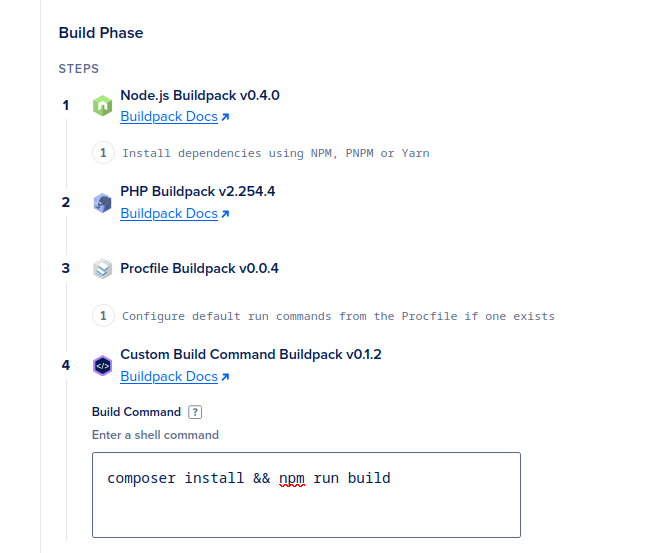 Build Phase
STEPS
1
Node.js Buildpack v0.4.0
Buildpack Docs
1 Install dependencies using NPM, PNPM or Yarn
2
PHP Buildpack v2.254.4
Buildpack Docs
3 Procfile Buildpack v0.0.4
1 Configure default run commands from the Procfile if one exists
4
Custom Build Command Buildpack v0.1.2
</>
Buildpack Docs
Build Command ?
Enter a shell command
composer install && npm run build